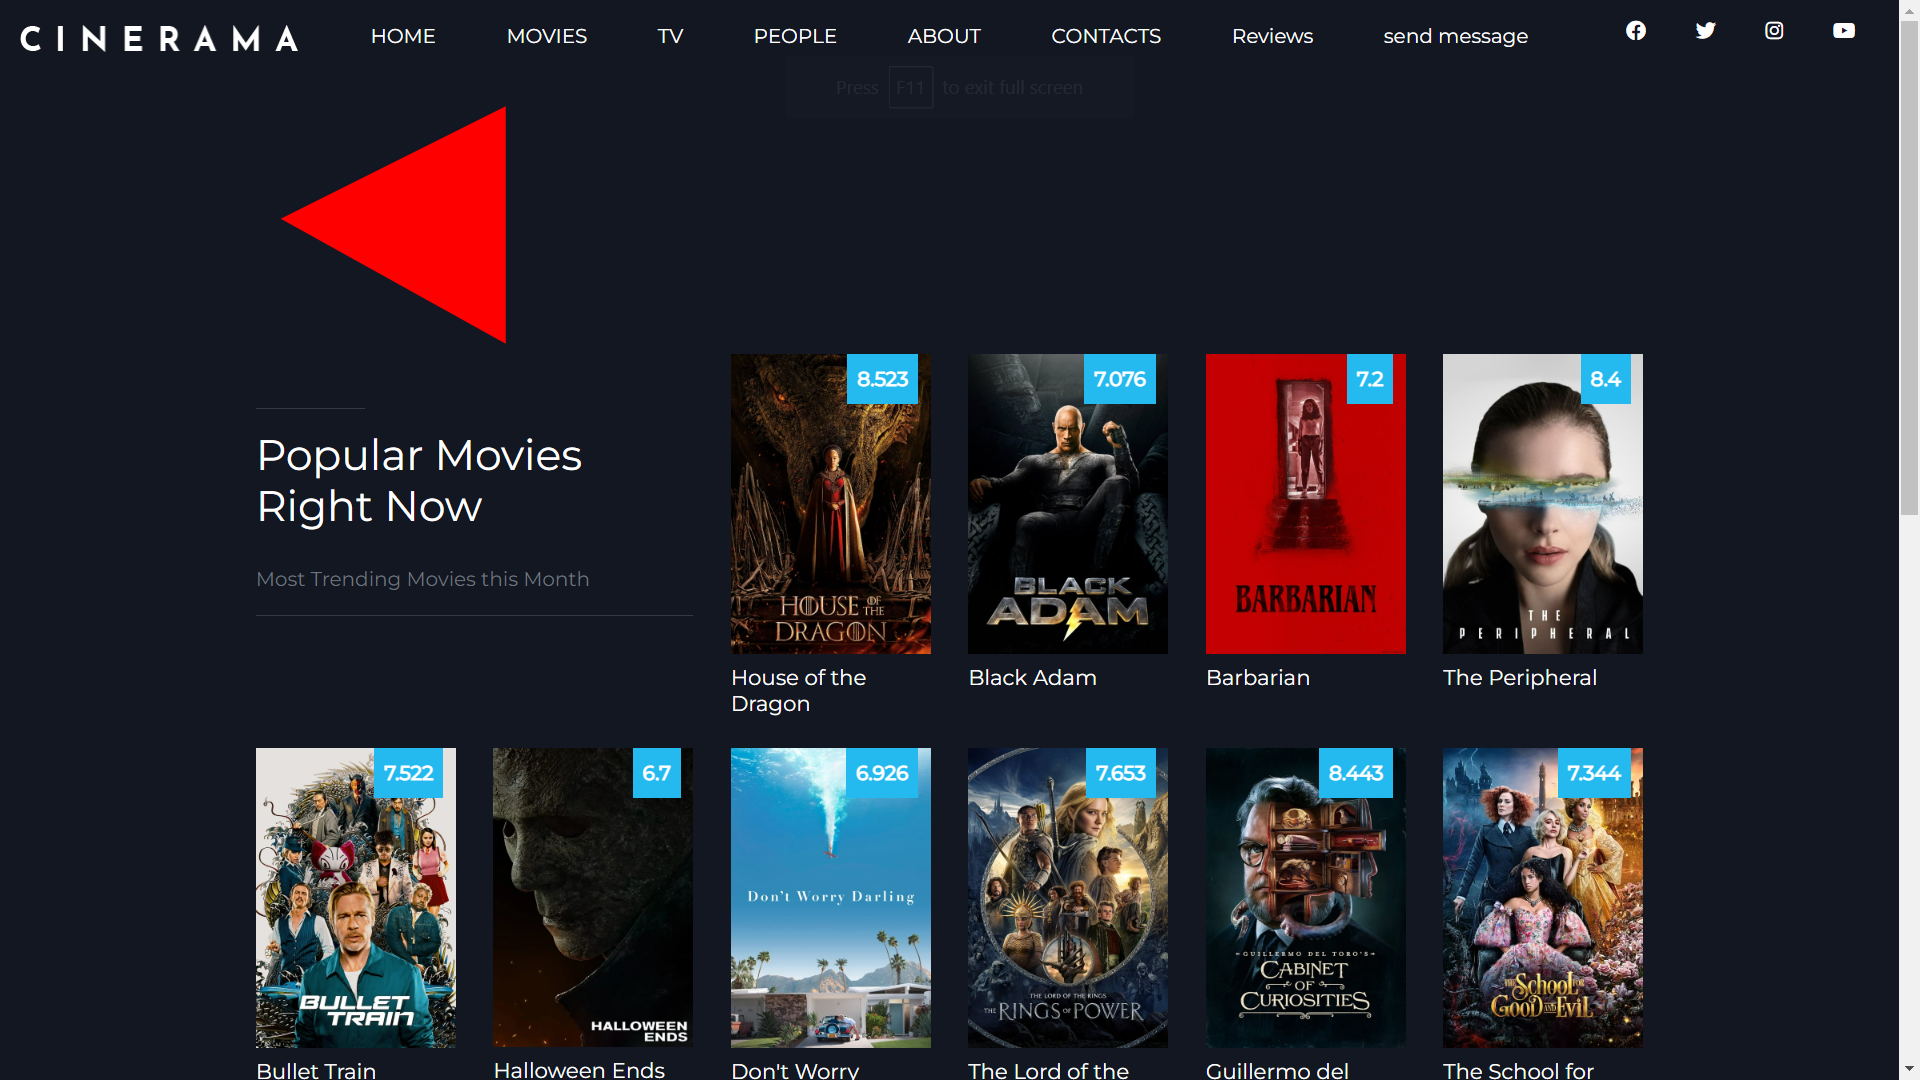 CINERAMA HOME MOVIES TV PEOPLE ABOUT CONTACTS Reviews send message
Press F11 to exit full screen
Popular Movies
Right Now
Most Trending Movies this Month
8.523
HOUSE OF THE
DRAGON
House of the
Dragon
7.076
BLACK
ADAM
Black Adam
7.2
BARBARIAN
Barbarian
8.4
THE
PERIPHERAL
The Peripheral
7.522
BULLET
TRAIN
Bullet Train
6.7
HALLOWEEN
ENDS
Halloween Ends
6.926
Don't Worry Darling
Don't Worry
7.653
THE LORD OF THE RINGS
THE RINGS OF POWER
The Lord of the
8.443
GUILLERMO DEL TORO'S
CABINET
OF
CURIOSITIES
Guillermo del
7.344
THE SCHOOL FOR
GOOD AND EVIL
The School for